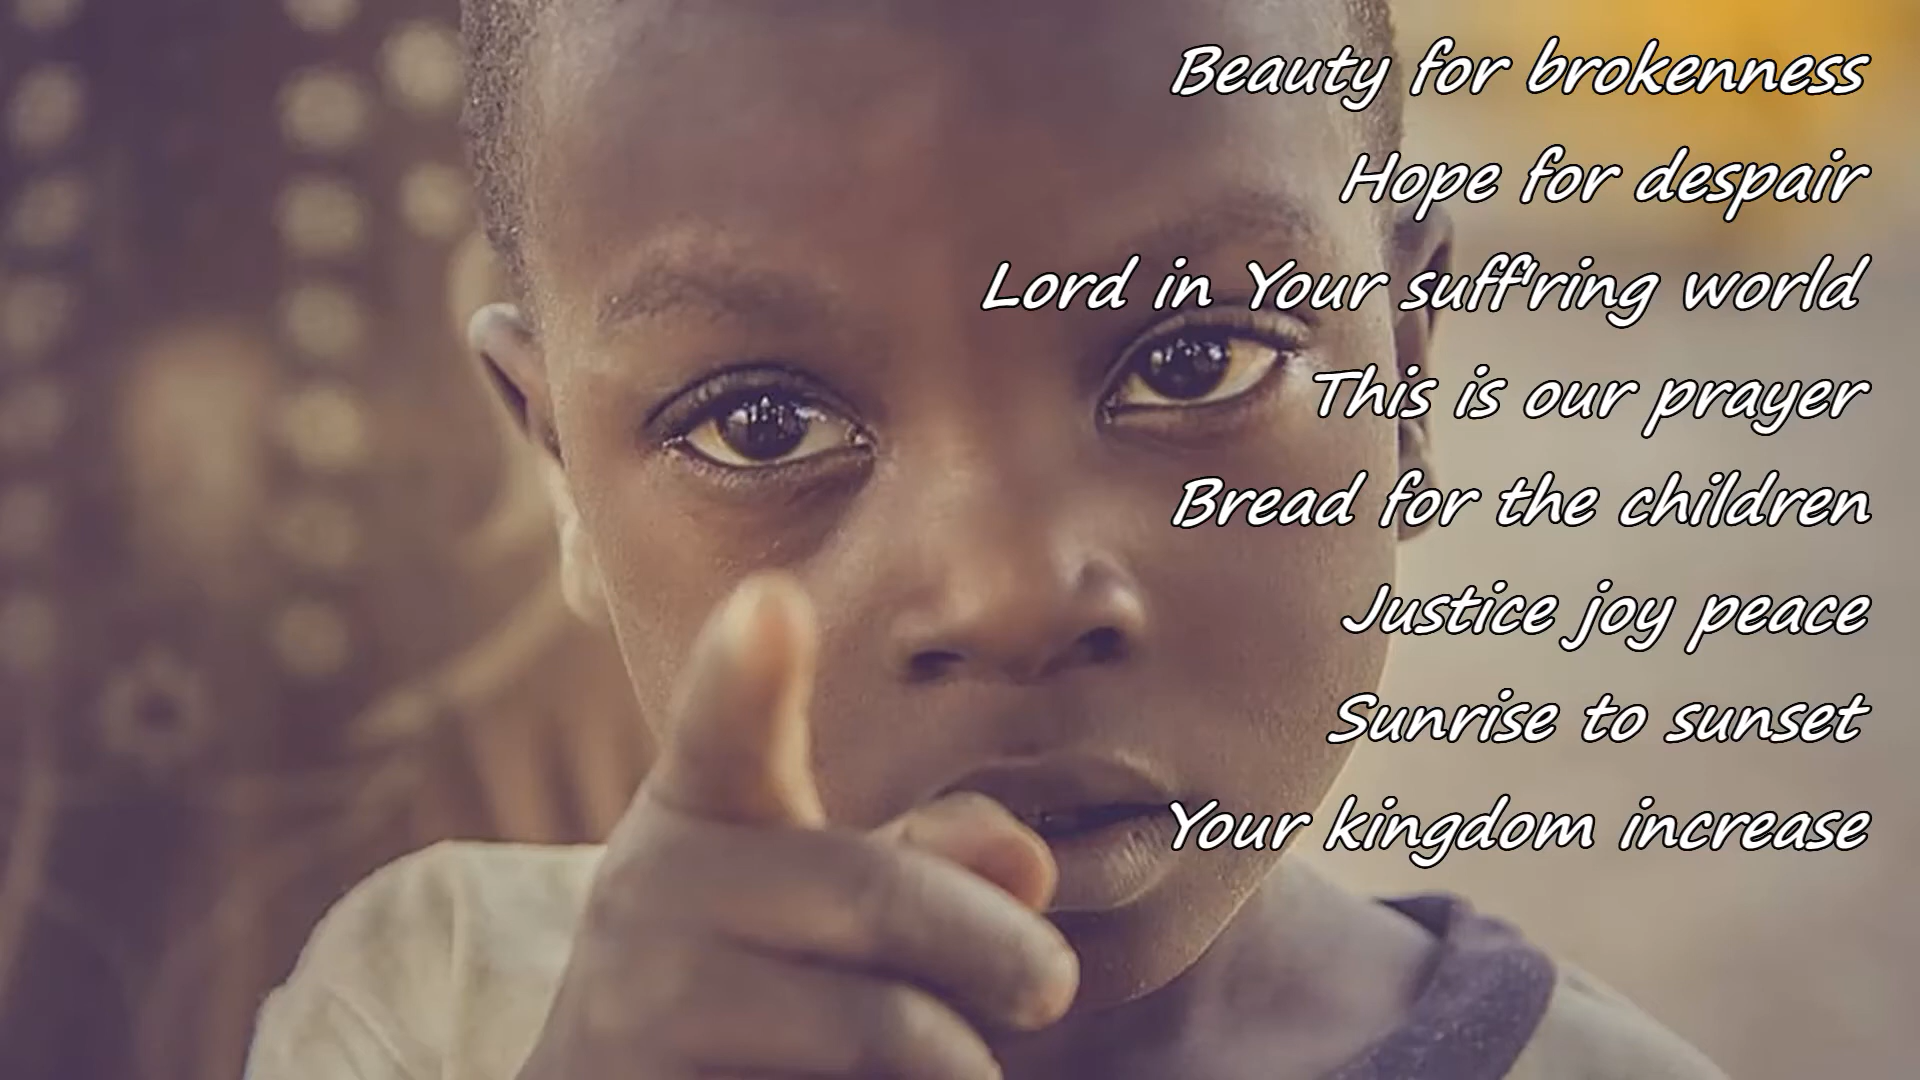 Beauty for brokenness
Hope for despair
Lord in Your suff'ring world
This is our prayer
Bread for the children
Justice joy peace
Sunrise to sunset
Your kingdom increase